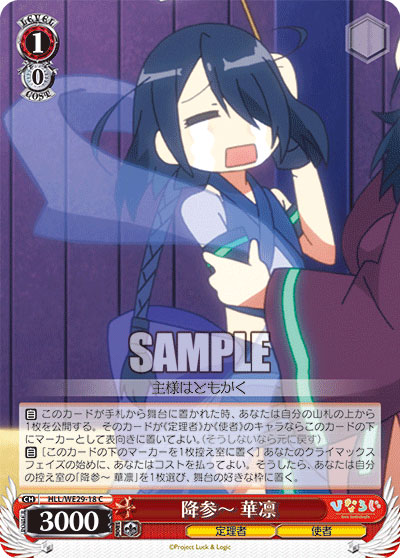 LEVEL
1
0
COST
SAMPLE
主様はともかく
自 このカードが手札から舞台に置かれた時、あなたは自分の山札の上から
1枚を公開する。そのカードが《定理者》か《使者》のキャラならこのカードの下
にマーカーとして表向きに置いてよい。(そうしないなら元に戻す)
自 [このカードの下のマーカーを1枚控え室に置く] あなたのクライマックス
フェイズの始めに、あなたはコストを払ってよい。そうしたら、あなたは自分
の控え室の「降参～ 華凛」を1枚選び、舞台の好きな枠に置く。
CH HLL/WE29-18 C
3000
降参～ 華凛
ひなろじ
定理者
使者
©Project Luck & Logic